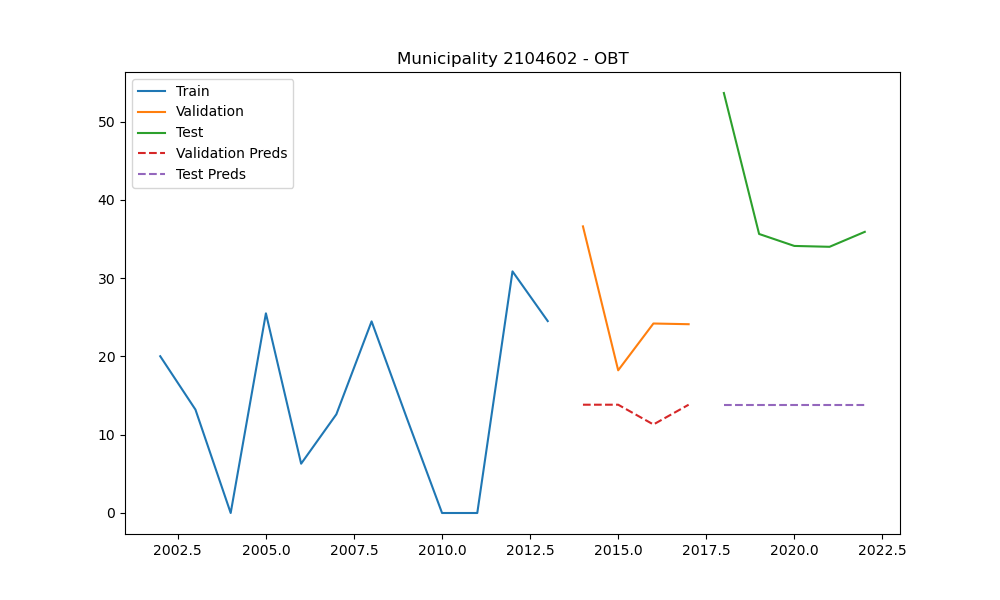 Municipality 2104602 - OBT
Train
Validation
Test
Validation Preds
Test Preds
50
40
30
20
10
0
2002.5 2005.0 2007.5 2010.0 2012.5 2015.0 2017.5 2020.0 2022.5